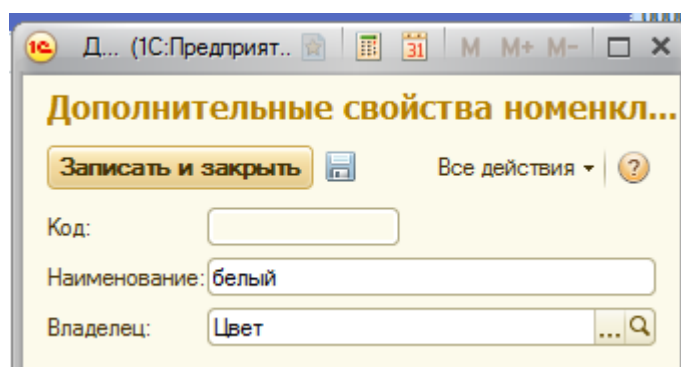 1С Д... (1С:Предприят.. 31 M M+ M-
Дополнительные свойства номенкл...
Записать и закрыть Все действия ?
Код:
Наименование: белый
Владелец: Цвет ...